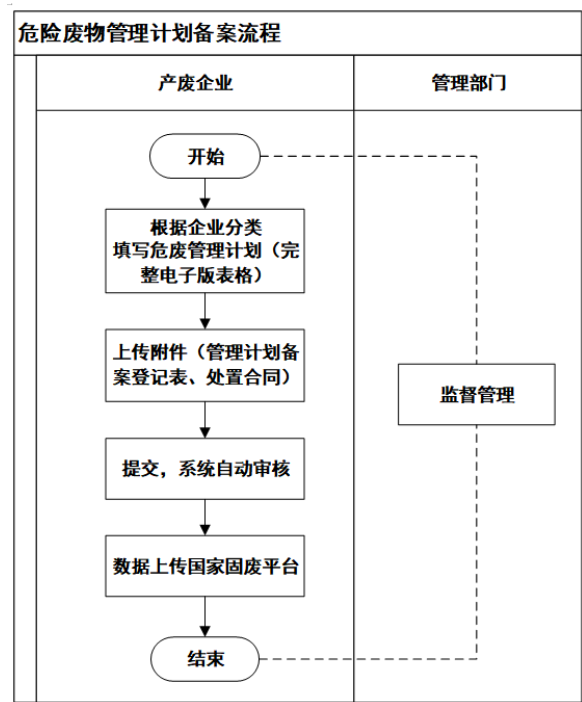 危险废物管理计划备案流程
产废企业
管理部门
开始
根据企业分类
填写危废管理计划（完
整电子版表格）
上传附件（管理计划备
案登记表、处置合同）
监督管理
提交，系统自动审核
数据上传国家固废平台
结束